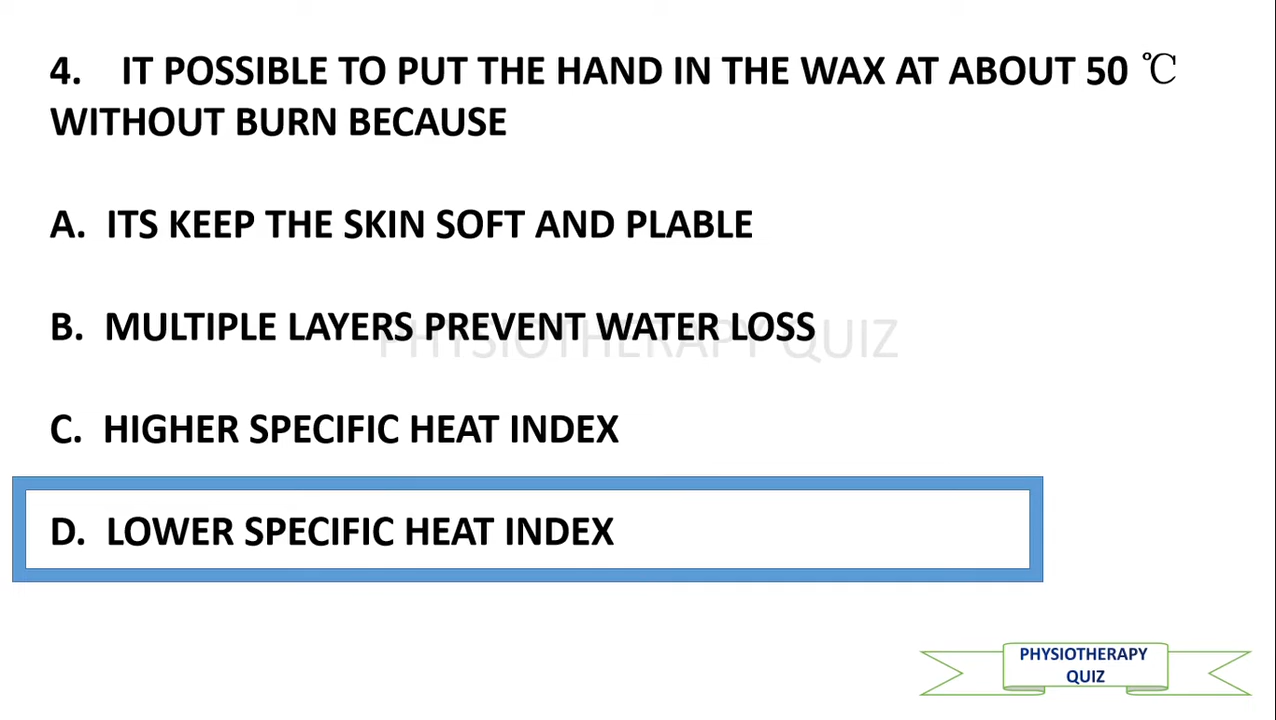 4. IT POSSIBLE TO PUT THE HAND IN THE WAX AT ABOUT 50 ℃
WITHOUT BURN BECAUSE
A. ITS KEEP THE SKIN SOFT AND PLABLE
B. MULTIPLE LAYERS PREVENT WATER LOSS
PHYSIOTHERAPY QUIZ
C. HIGHER SPECIFIC HEAT INDEX
D. LOWER SPECIFIC HEAT INDEX
PHYSIOTHERAPY
QUIZ